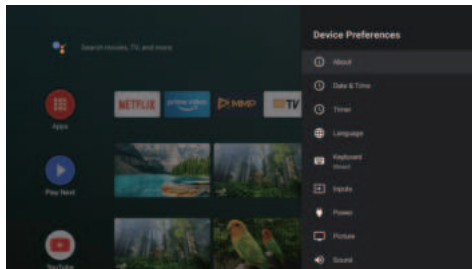 Search movies, TV, and more
Apps
NETFLIX
prime video
MMP
TV
Play Next
YouTube
Device Preferences
About
Date & Time
Timer
Language
Keyboard
Inputs
Power
Picture
Sound